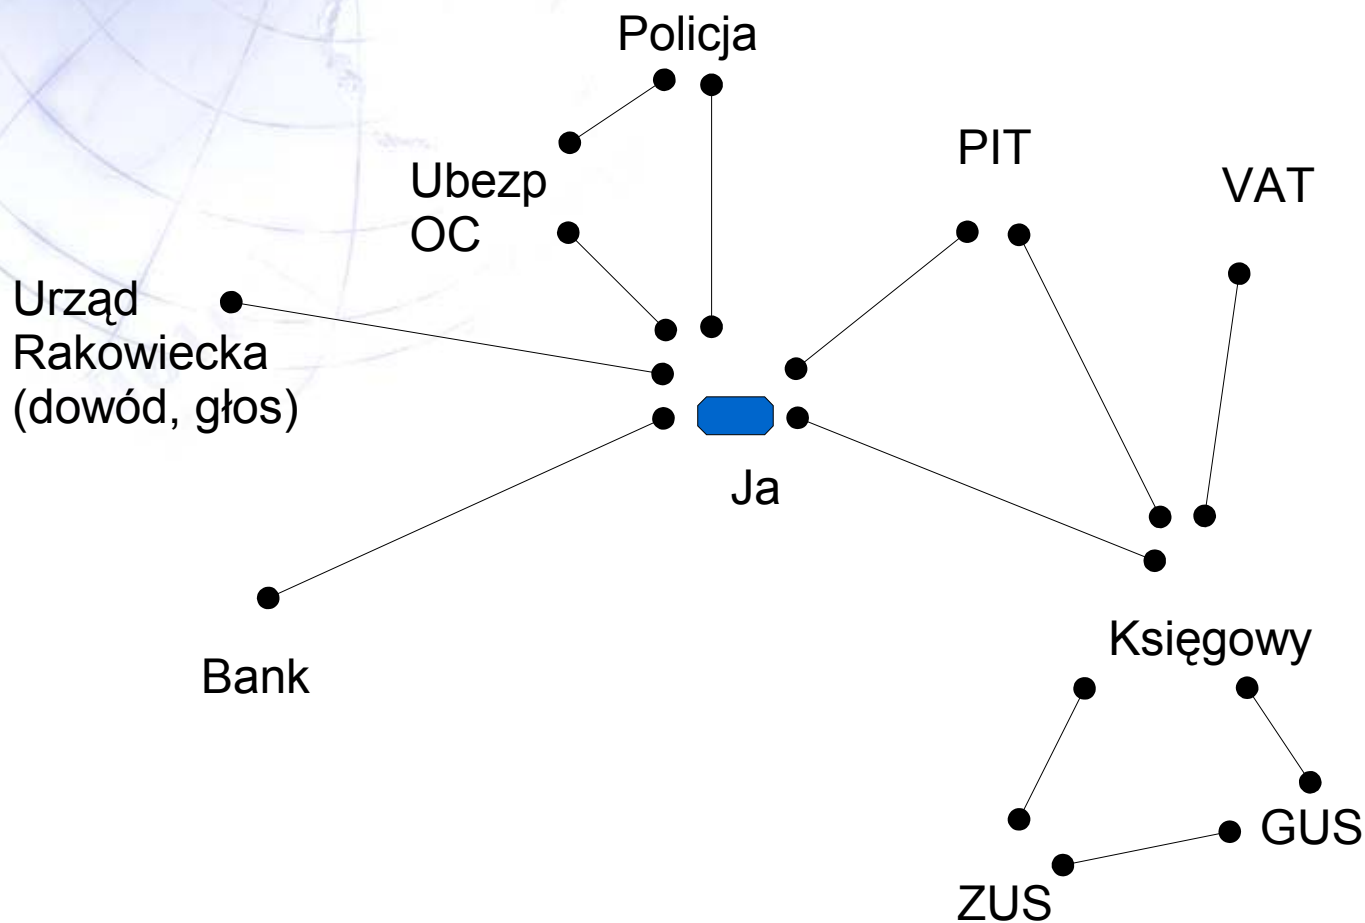 Policja
PIT
VAT
Ubezp
OC
Urząd
Rakowiecka
(dowód, głos)
Ja
Bank
Księgowy
GUS
ZUS